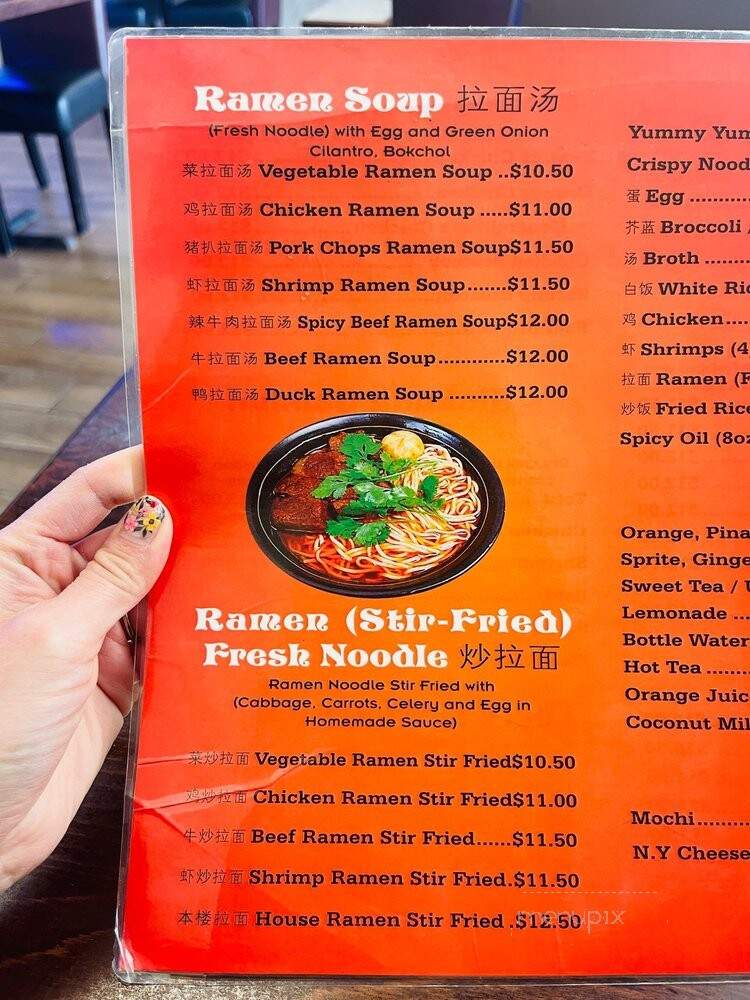 Ramen Soup 拉面汤
(Fresh Noodle) with Egg and Green Onion
Cilantro, Bokchol
菜拉面汤 Vegetable Ramen Soup ..$10.50
鸡拉面汤 Chicken Ramen Soup .....$11.00
猪扒拉面汤 Pork Chops Ramen Soup$11.50
虾拉面汤 Shrimp Ramen Soup.......$11.50
辣牛肉拉面汤 Spicy Beef Ramen Soup$12.00
牛拉面汤 Beef Ramen Soup............$12.00
鸭拉面汤 Duck Ramen Soup ..........$12.00
Ramen (Stir-Fried)
Fresh Noodle 炒拉面
Ramen Noodle Stir Fried with
(Cabbage, Carrots, Celery and Egg in
Homemade Sauce)
菜炒拉面 Vegetable Ramen Stir Fried$10.50
鸡炒拉面 Chicken Ramen Stir Fried$11.00
牛炒拉面 Beef Ramen Stir Fried......$11.50
虾炒拉面 Shrimp Ramen Stir Fried.$11.50
本楼拉面 House Ramen Stir Fried .$12.50
Yummy Yum
Crispy Nood
蛋 Egg ..........
芥蓝 Broccoli /
汤 Broth ........
白饭 White Ric
鸡 Chicken....
虾 Shrimps (4
拉面 Ramen (F
炒饭 Fried Rice
Spicy Oil (8oz
Orange, Pina
Sprite, Ginge
Sweet Tea / U
Lemonade ...
Bottle Water
Hot Tea ........
Orange Juic
Coconut Mil
Mochi..........
N.Y Cheese
menupix